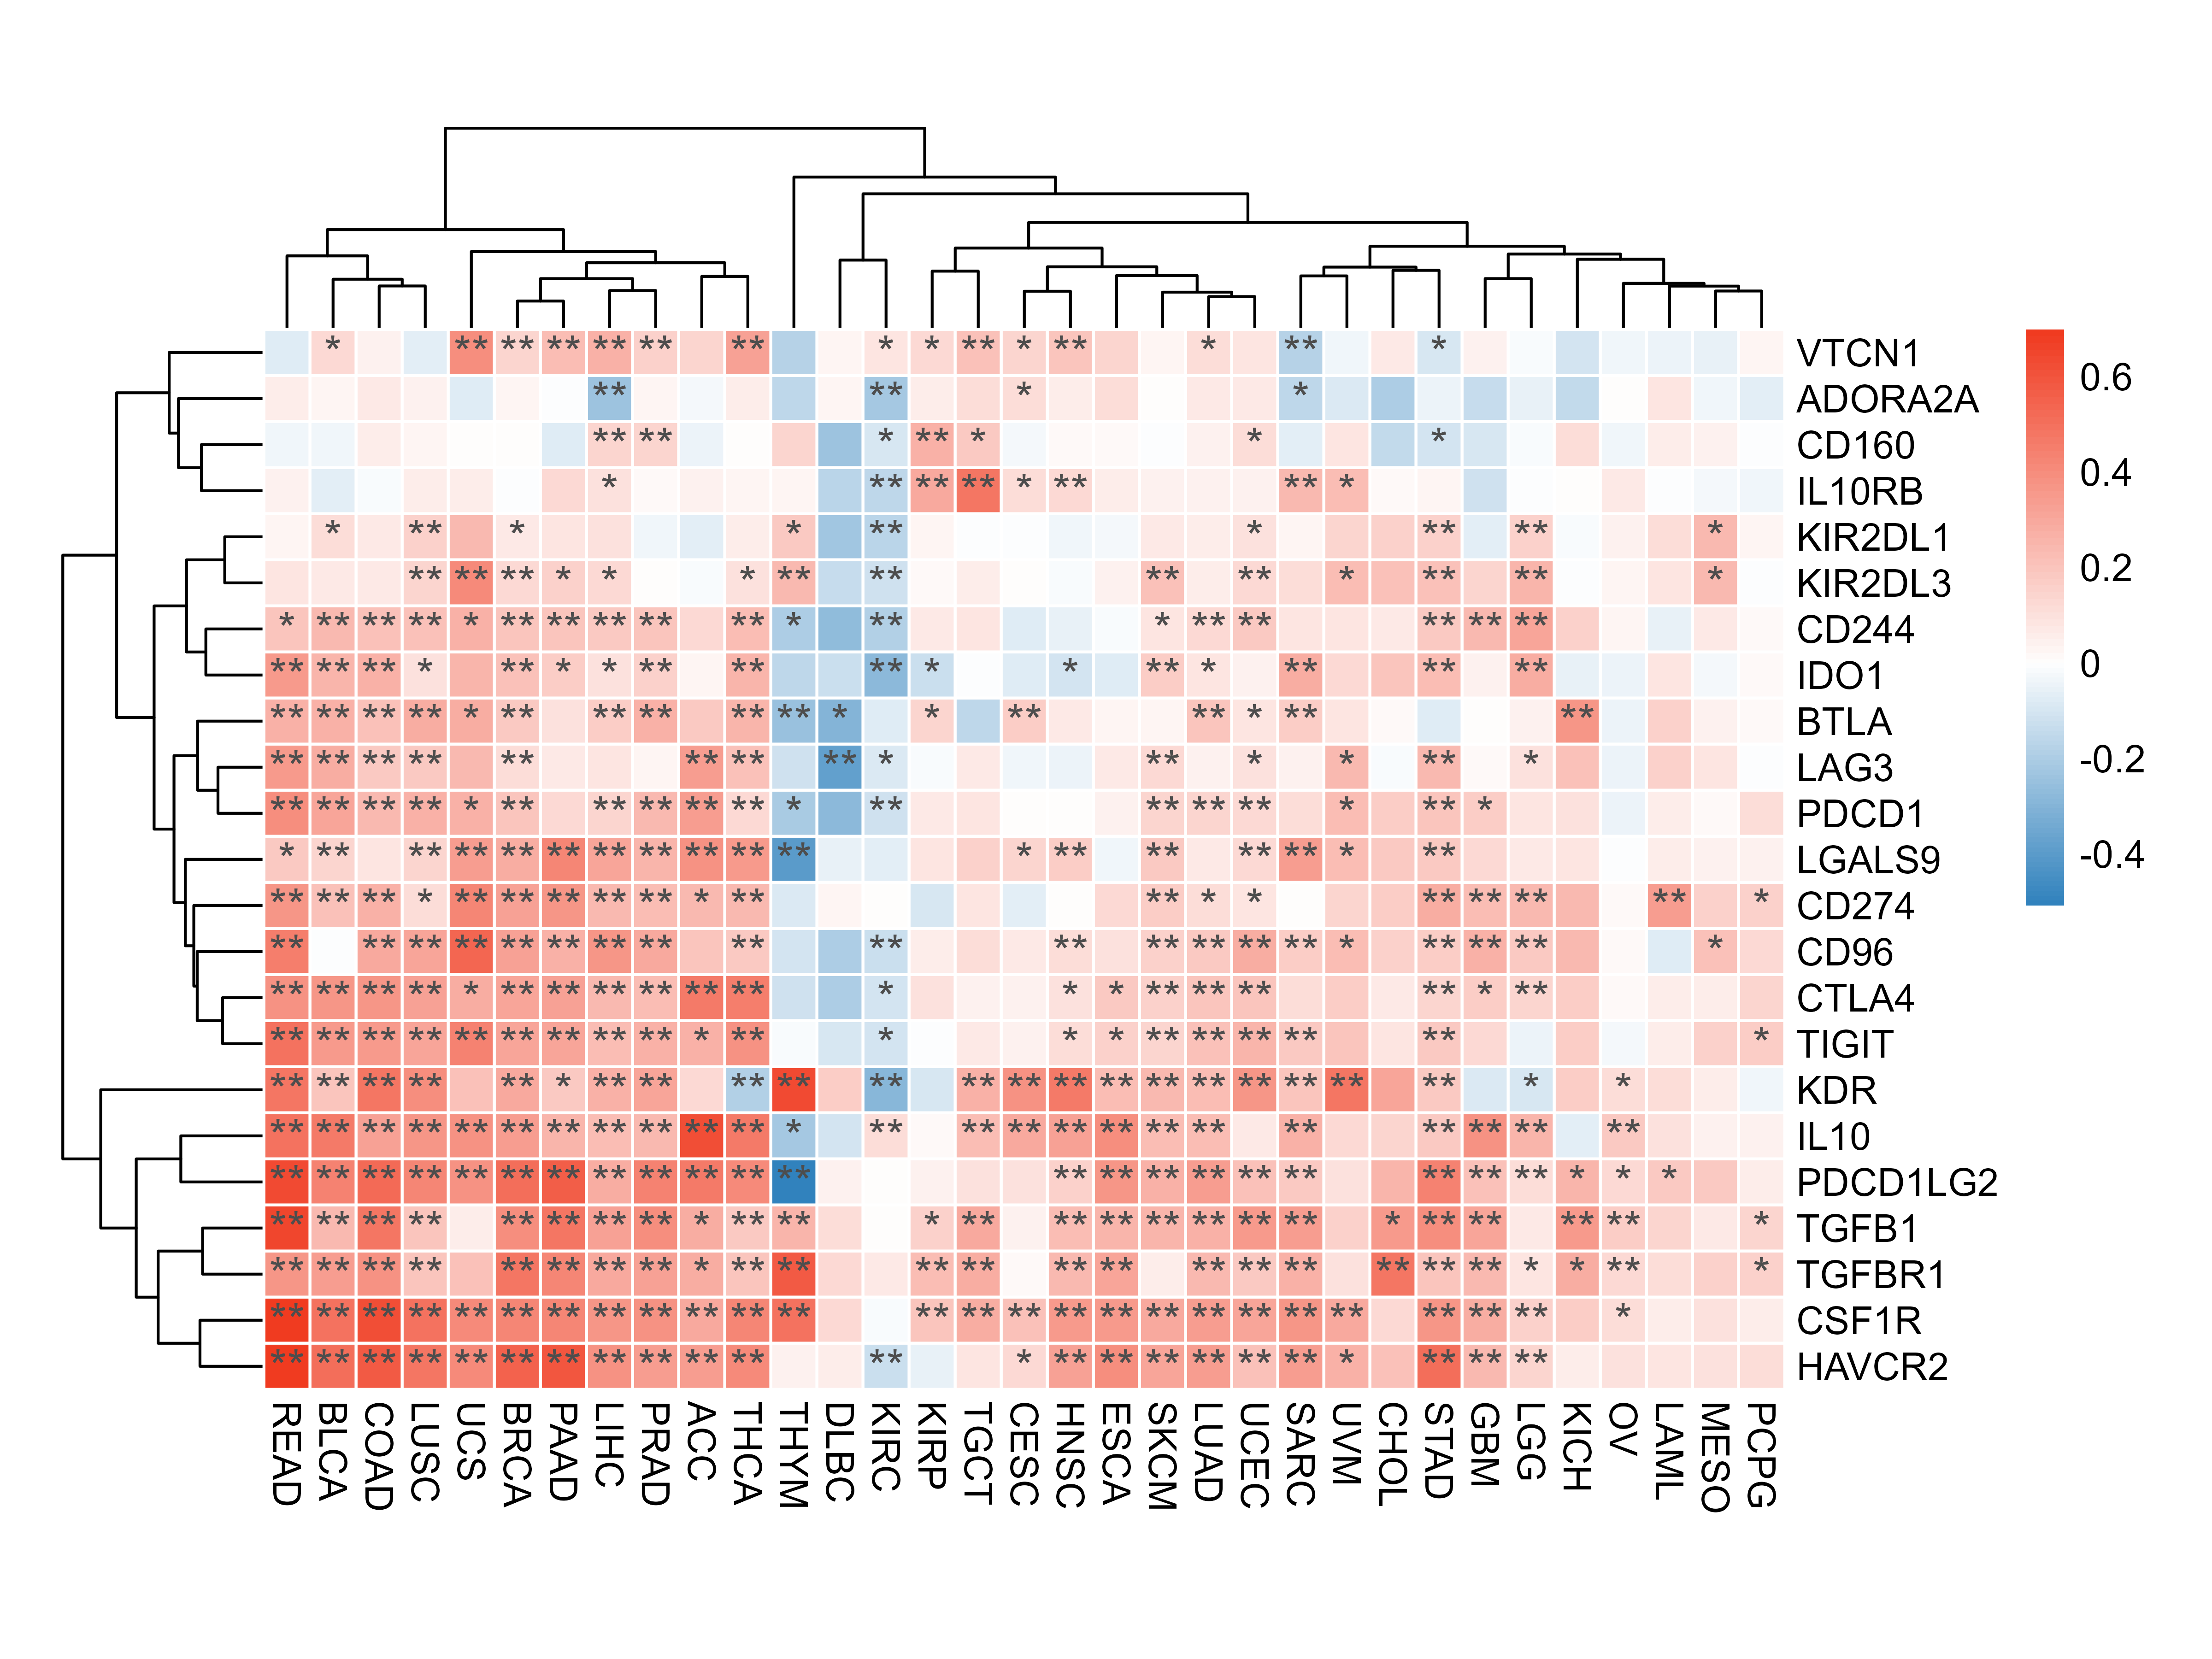 VTCN1
0.6
ADORA2A
CD160
0.4
IL10RB
KIR2DL1
0.2
KIR2DL3
CD244
0
IDO1
BTLA
-0.2
LAG3
PDCD1
-0.4
LGALS9
CD274
CD96
CTLA4
TIGIT
KDR
IL10
PDCD1LG2
TGFB1
TGFBR1
CSF1R
HAVCR2
READ
BLCA
COAD
LUSC
UCS
BRCA
PAAD
LIHC
PRAD
ACC
THCA
THYM
DLBC
KIRC
KIRP
TGCT
CESC
HNSC
ESCA
SKCM
LUAD
UCEC
SARC
UVM
CHOL
STAD
GBM
LGG
KICH
OV
LAML
MESO
PCPG